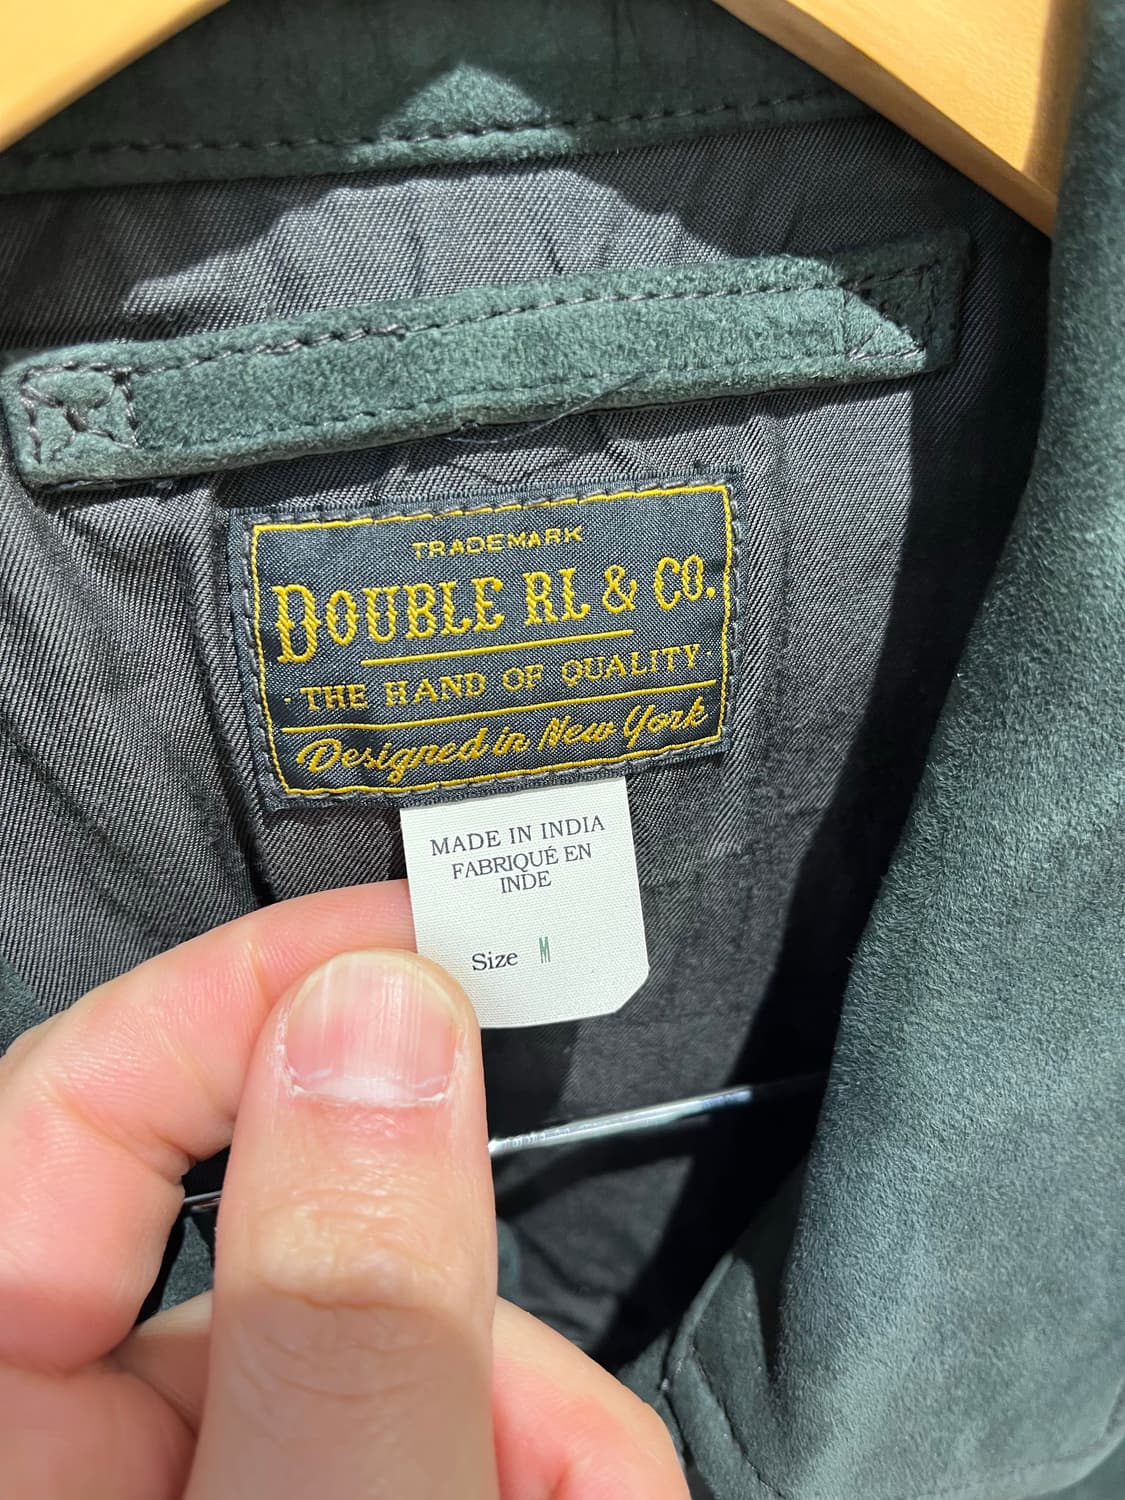 TRADEMARK
DOUBLE RL & CO.
· THE HAND OF QUALITY ·
Designed in New York
MADE IN INDIA
FABRIQUÉ EN
INDE
Size M